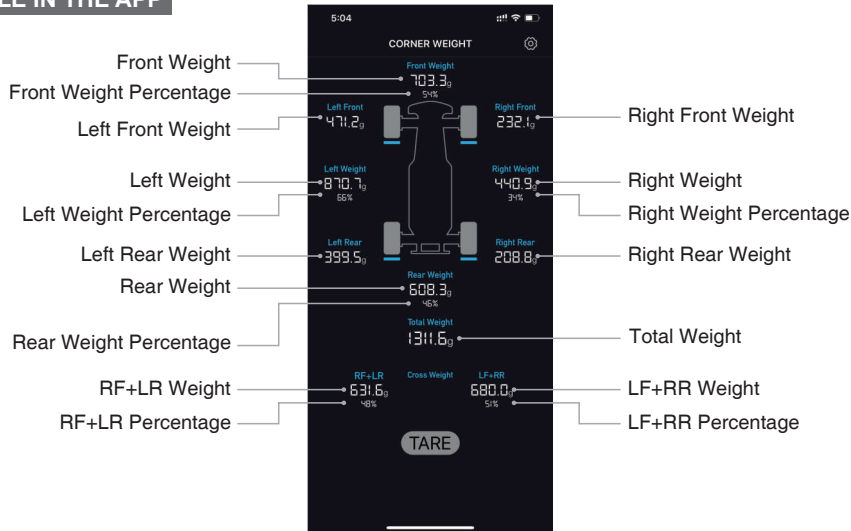 LE IN THE APP
5:04
CORNER WEIGHT
Front Weight
703.3g
54%
Left Front
471.2g
Right Front
232.1g
Left Weight
870.7g
66%
Right Weight
440.9g
34%
Left Rear
399.5g
Right Rear
208.8g
Rear Weight
608.3g
46%
Total Weight
1311.6g
RF+LR
631.6g
48%
Cross Weight
LF+RR
680.0g
51%
TARE
Front Weight
Front Weight Percentage
Left Front Weight
Left Weight
Left Weight Percentage
Left Rear Weight
Rear Weight
Rear Weight Percentage
RF+LR Weight
RF+LR Percentage
Right Front Weight
Right Weight
Right Weight Percentage
Right Rear Weight
Total Weight
LF+RR Weight
LF+RR Percentage